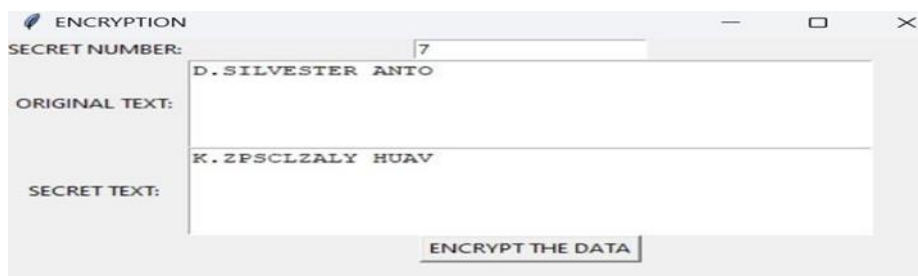 ENCRYPTION
SECRET NUMBER: 7
D.SILVESTER ANTO
ORIGINAL TEXT:
K.ZPSCLZALY HUAV
SECRET TEXT:
ENCRYPT THE DATA